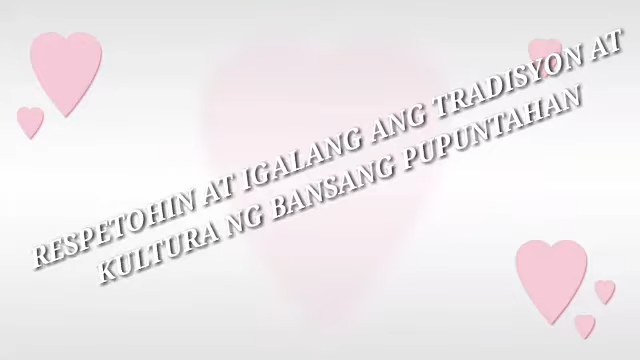 RESPETOHIN AT IGALANG ANG TRADISYON AT
KULTURA NG BANSANG PUPUNTAHAN